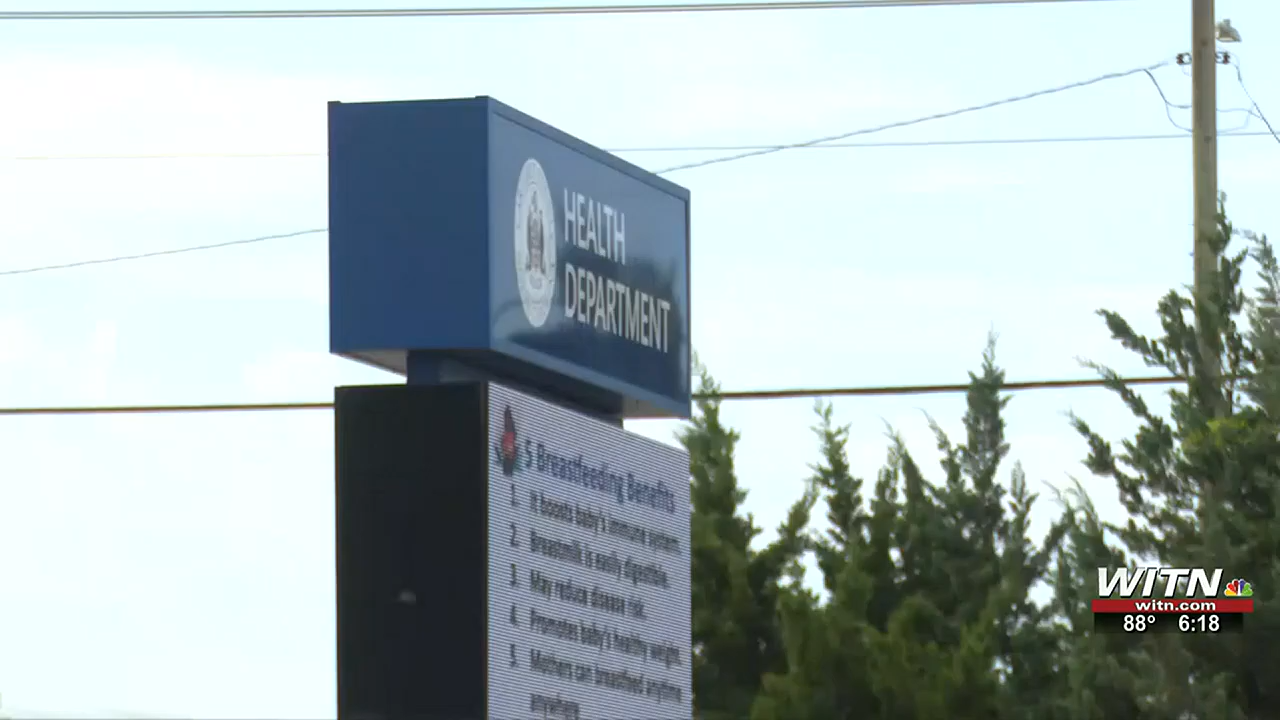 HEALTH
DEPARTMENT
5 Breastfeeding Benefits
1. It boosts baby's immune system.
2. Breastmilk is easily digestible.
3. May reduce disease risk.
4. Promotes baby's healthy weight.
5. Mothers can breastfeed anytime
anywhere.
WITN
witn.com
88° 6:18